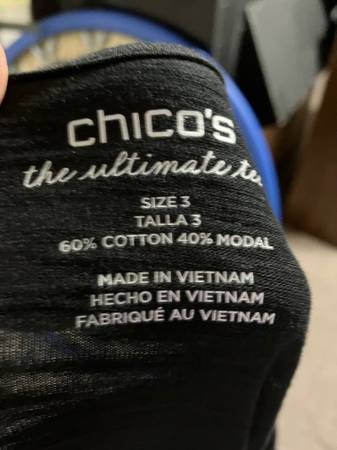 chico's
the ultimate te
SIZE 3
TALLA 3
60% COTTON 40% MODAL
MADE IN VIETNAM
HECHO EN VIETNAM
FABRIQUÉ AU VIETNAM